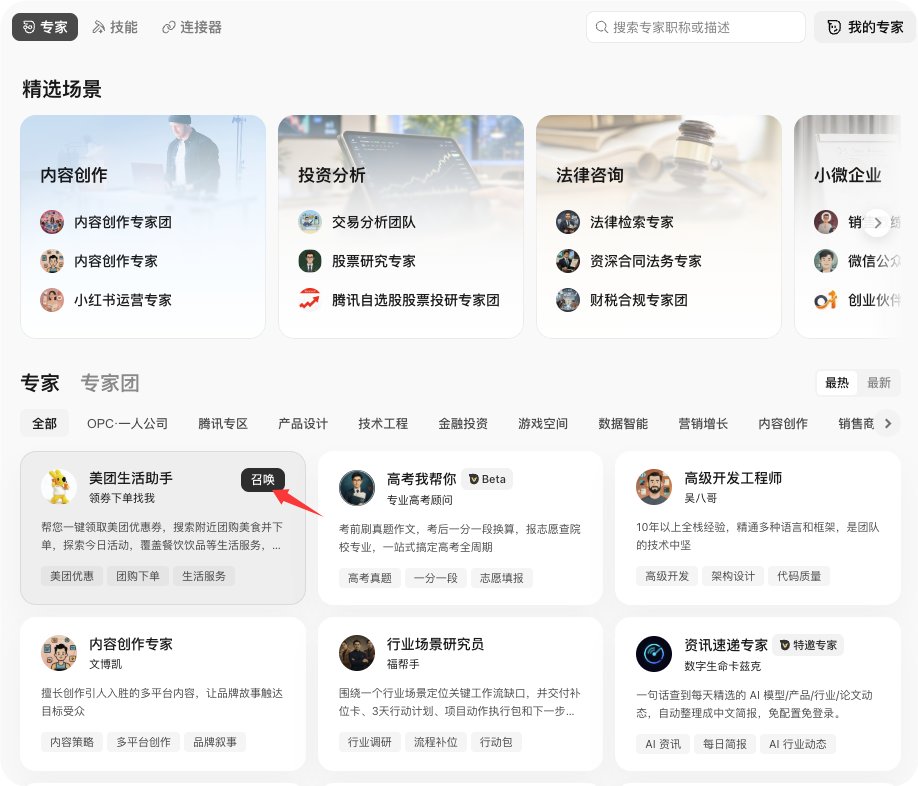 专家 技能 连接器 搜索专家职称或描述 我的专家
精选场景
内容创作
内容创作专家团
内容创作专家
小红书运营专家
投资分析
交易分析团队
股票研究专家
腾讯自选股股票投研专家团
法律咨询
法律检索专家
资深合同法务专家
财税合规专家团
小微企业
销售
微信公众
创业伙伴
专家 专家团 最热 最新
全部 OPC·一人公司 腾讯专区 产品设计 技术工程 金融投资 游戏空间 数据智能 营销增长 内容创作 销售商
美团生活助手 召唤
领券下单找我
帮您一键领取美团优惠券，搜索附近团购美食并下
单，探索今日活动，覆盖餐饮饮品等生活服务，...
美团优惠 团购下单 生活服务
高考我帮你 Beta
专业高考顾问
考前刷真题作文，考后一分一段换算，报志愿查院
校专业，一站式搞定高考全周期
高考真题 一分一段 志愿填报
高级开发工程师
吴八哥
10年以上全栈经验，精通多种语言和框架，是团队
的技术中坚
高级开发 架构设计 代码质量
内容创作专家
文博凯
擅长创作引人入胜的多平台内容，让品牌故事触达
目标受众
内容策略 多平台创作 品牌叙事
行业场景研究员
福帮手
围绕一个行业场景定位关键工作流缺口，并交付补
位卡、3天行动计划、项目动作执行包和下一步...
行业调研 流程补位 行动包
资讯速递专家 特邀专家
数字生命卡兹克
一句话查到每天精选的 AI 模型/产品/行业/论文动
态，自动整理成中文简报，免配置免登录。
AI 资讯 每日简报 AI 行业动态